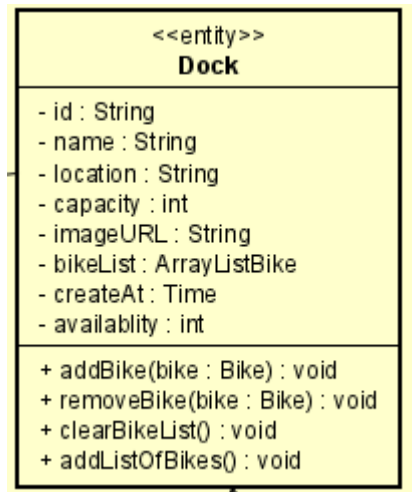 <<entity>>
Dock
- id : String
- name : String
- location : String
- capacity : int
- imageURL : String
- bikeList : ArrayListBike
- createAt : Time
- availablity : int
+ addBike(bike : Bike) : void
+ removeBike(bike : Bike) : void
+ clearBikeList() : void
+ addListOfBikes() : void